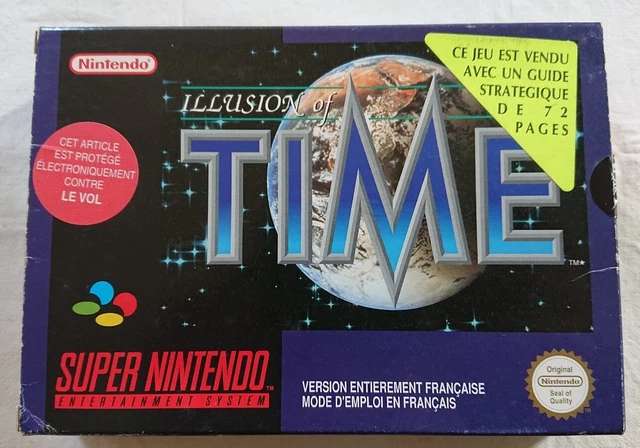 Nintendo®
ILLUSION of
TIME
TM*
CE JEU EST VENDU
AVEC UN GUIDE
STRATEGIQUE
DE 72
PAGES
CET ARTICLE
EST PROTÉGÉ
ÉLECTRONIQUEMENT
CONTRE
LE VOL
SUPER NINTENDO
TM
ENTERTAINMENT SYSTEM
VERSION ENTIEREMENT FRANÇAISE
MODE D'EMPLOI EN FRANÇAIS
Original
Nintendo
Seal of
Quality